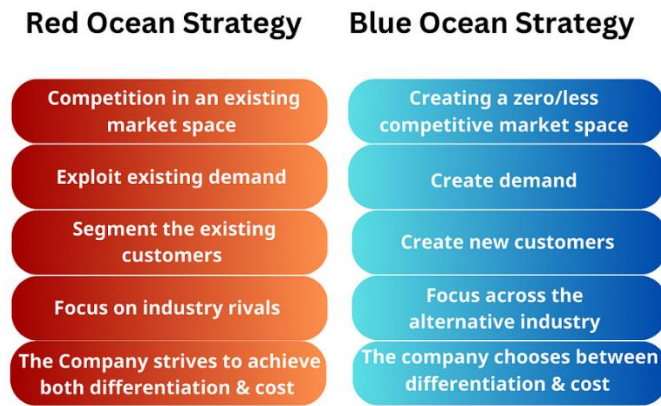 Red Ocean Strategy
Blue Ocean Strategy
Competition in an existing
market space
Creating a zero/less
competitive market space
Exploit existing demand
Create demand
Segment the existing
customers
Create new customers
Focus on industry rivals
Focus across the
alternative industry
The Company strives to achieve
both differentiation & cost
The company chooses between
differentiation & cost